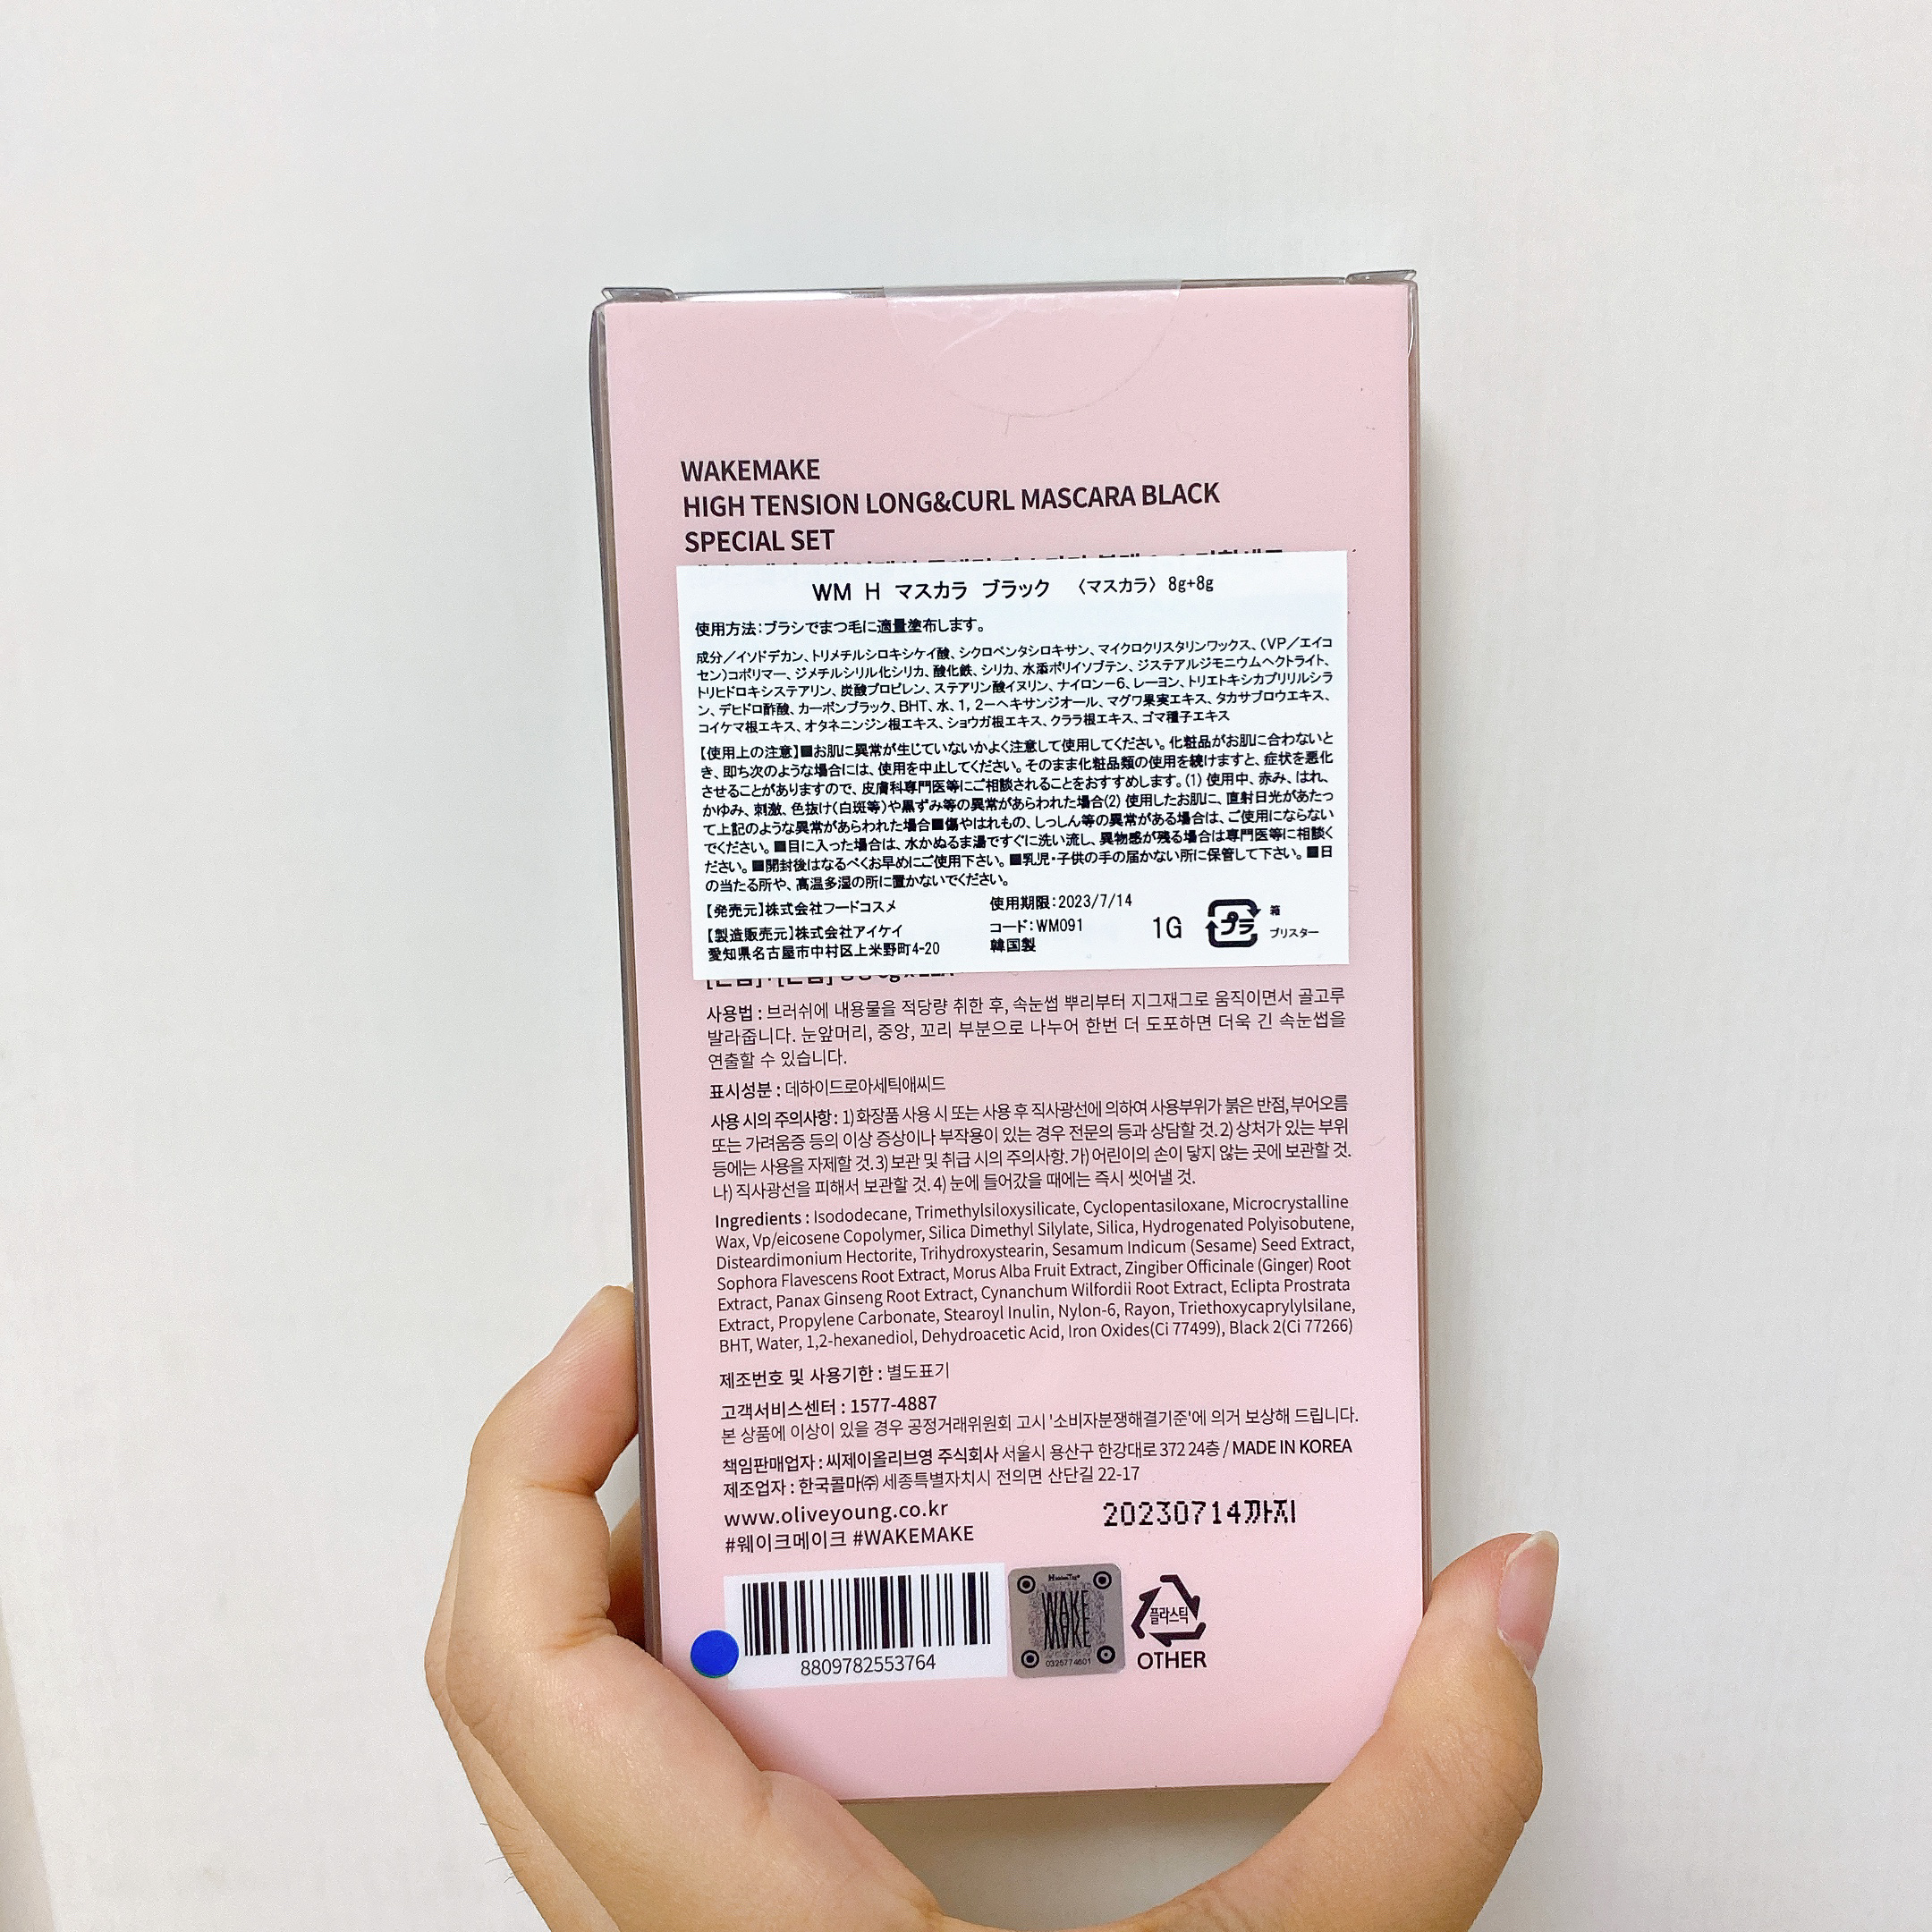 WAKEMAKE
HIGH TENSION LONG&CURL MASCARA BLACK
SPECIAL SET
WM H マスカラ ブラック 〈マスカラ〉 8g+8g
使用方法:ブラシでまつ毛に適量塗布します。
成分/イソドデカン、トリメチルシロキシケイ酸、シクロペンタシロキサン、マイクロクリスタリンワックス、(VP/エイコ
セン)コポリマー、ジメチルシリル化シリカ、酸化鉄、シリカ、水添ポリイソブテン、ジステアルジモニウムヘクトライト、
トリヒドロキシステアリン、炭酸プロピレン、ステアリン酸イヌリン、ナイロン-6、レーヨン、トリエトキシカプリリルシラ
ン、デヒドロ酢酸、カーボンブラック、BHT、水、1,2-ヘキサンジオール、マグワ果実エキス、タカサブロウエキス、
コイケマ根エキス、オタネニンジン根エキス、ショウガ根エキス、クララ根エキス、ゴマ種子エキス
【使用上の注意】■お肌に異常が生じていないかよく注意して使用してください。化粧品がお肌に合わないと
き、即ち次のような場合には、使用を中止してください。そのまま化粧品類の使用を続けますと、症状を悪化
させることがありますので、皮膚科専門医等にご相談されることをおすすめします。(1) 使用中、赤み、はれ、
かゆみ、刺激、色抜け(白斑等)や黒ずみ等の異常があらわれた場合(2) 使用したお肌に、直射日光があたっ
て上記のような異常があらわれた場合■傷やはれもの、しっしん等の異常がある場合は、ご使用にならない
でください。■目に入った場合は、水かぬるま湯ですぐに洗い流し、異物感が残る場合は専門医等に相談く
ださい。■開封後はなるべくお早めにご使用下さい。■乳児・子供の手の届かない所に保管して下さい。■日
の当たる所や、高温多湿の所に置かないでください。
【発売元】株式会社フードコスメ
【製造販売元】株式会社アイケイ
愛知県名古屋市中村区上米野町4-20
使用期限:2023/7/14
コード:WM091
韓国製
1G
プラ
箱
ブリスター
사용법 : 브러쉬에 내용물을 적당량 취한 후, 속눈썹 뿌리부터 지그재그로 움직이면서 골고루
발라줍니다. 눈앞머리, 중앙, 꼬리 부분으로 나누어 한번 더 도포하면 더욱 긴 속눈썹을
연출할 수 있습니다.
표시성분 : 데하이드로아세틱애씨드
사용 시의 주의사항 : 1) 화장품 사용 시 또는 사용 후 직사광선에 의하여 사용부위가 붉은 반점, 부어오름
또는 가려움증 등의 이상 증상이나 부작용이 있는 경우 전문의 등과 상담할 것. 2) 상처가 있는 부위
등에는 사용을 자제할 것. 3) 보관 및 취급 시의 주의사항. 가) 어린이의 손이 닿지 않는 곳에 보관할 것.
나) 직사광선을 피해서 보관할 것. 4) 눈에 들어갔을 때에는 즉시 씻어낼 것.
Ingredients : Isododecane, Trimethylsiloxysilicate, Cyclopentasiloxane, Microcrystalline
Wax, Vp/eicosene Copolymer, Silica Dimethyl Silylate, Silica, Hydrogenated Polyisobutene,
Disteardimonium Hectorite, Trihydroxystearin, Sesamum Indicum (Sesame) Seed Extract,
Sophora Flavescens Root Extract, Morus Alba Fruit Extract, Zingiber Officinale (Ginger) Root
Extract, Panax Ginseng Root Extract, Cynanchum Wilfordii Root Extract, Eclipta Prostrata
Extract, Propylene Carbonate, Stearoyl Inulin, Nylon-6, Rayon, Triethoxycaprylylsilane,
BHT, Water, 1,2-hexanediol, Dehydroacetic Acid, Iron Oxides(Ci 77499), Black 2(Ci 77266)
제조번호 및 사용기한 : 별도표기
고객서비스센터 : 1577-4887
본 상품에 이상이 있을 경우 공정거래위원회 고시 '소비자분쟁해결기준'에 의거 보상해 드립니다.
책임판매업자 : 씨제이올리브영 주식회사 서울시 용산구 한강대로 372 24층 / MADE IN KOREA
제조업자 : 한국콜마㈜ 세종특별자치시 전의면 산단길 22-17
www.oliveyoung.co.kr
#웨이크메이크 #WAKEMAKE
20230714까지
8809782553764
HiddenTag
WAKE
MAKE
0325774601
플라스틱
OTHER